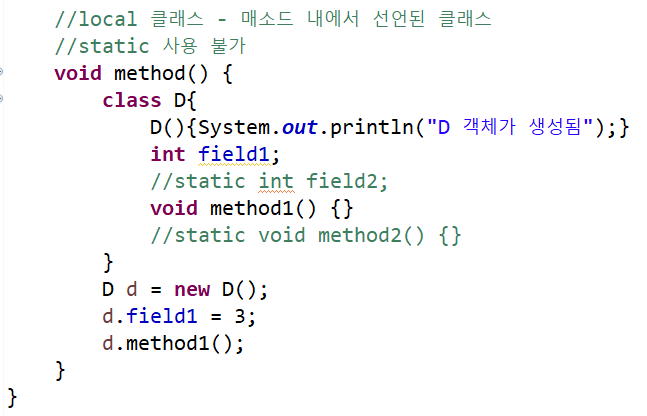 //local 클래스 - 매소드 내에서 선언된 클래스
//static 사용 불가
void method() {
class D{
D(){System.out.println("D 객체가 생성됨");}
int field1;
//static int field2;
void method1() {}
//static void method2() {}
}
D d = new D();
d.field1 = 3;
d.method1();
}
}